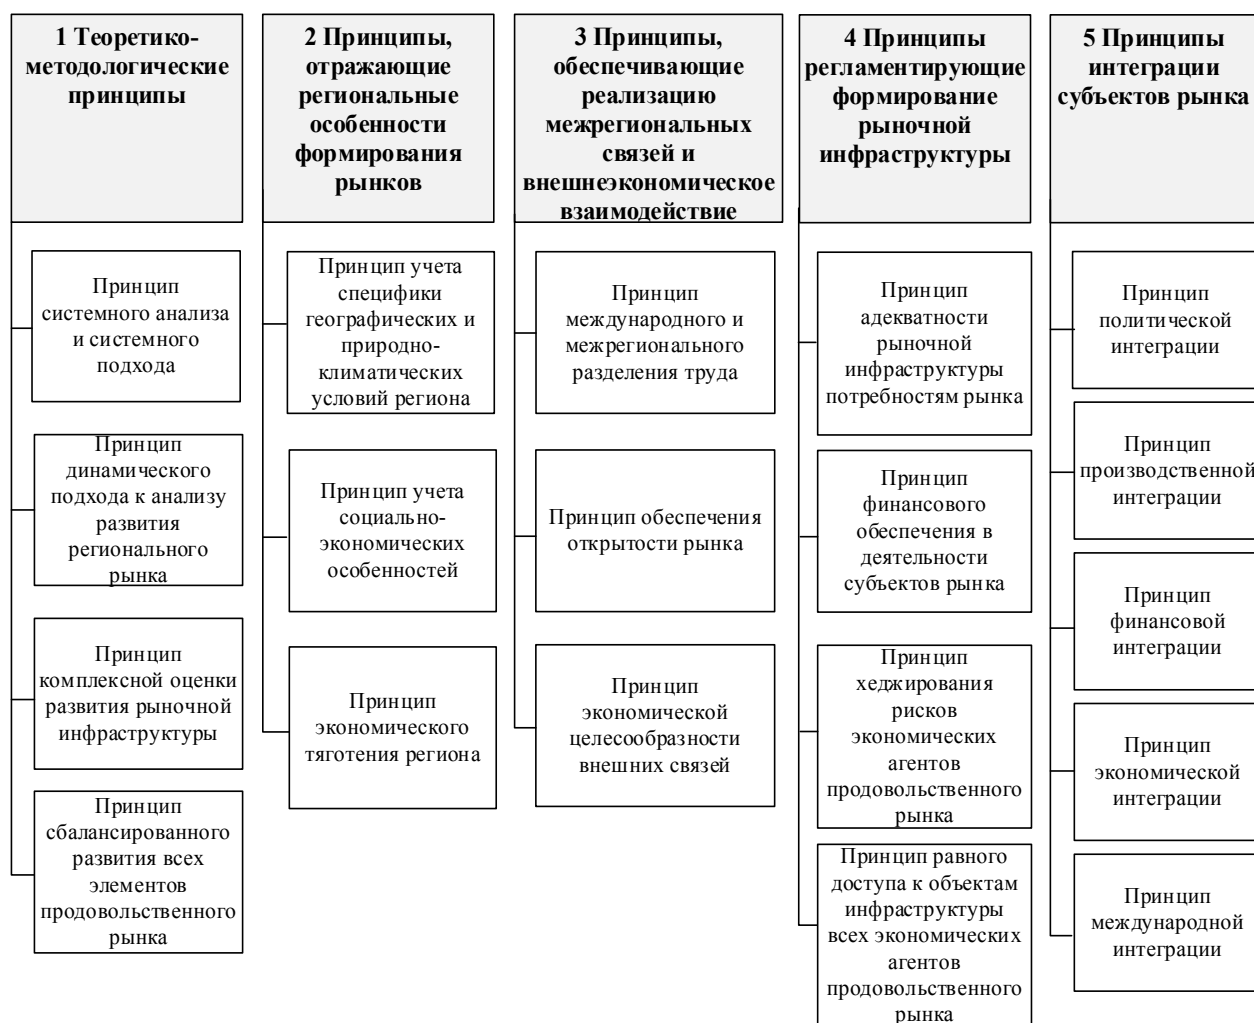 1 Теоретико-
методологические
принципы
Принцип
системного анализа
и системного
подхода
Принцип
динамического
подхода к анализу
развития
регионального
рынка
Принцип
комплексной оценки
развития рыночной
инфраструктуры
Принцип
сбалансированного
развития всех
элементов
продовольственного
рынка
2 Принципы,
отражающие
региональные
особенности
формирования
рынков
Принцип учета
специфики
географических и
природно-
климатических
условий региона
Принцип учета
социально-
экономических
особенностей
Принцип
экономического
тяготения региона
3 Принципы,
обеспечивающие
реализацию
межрегиональных
связей и
внешнеэкономическое
взаимодействие
Принцип
международного и
межрегионального
разделения труда
Принцип обеспечения
открытости рынка
Принцип
экономической
целесообразности
внешних связей
4 Принципы
регламентирующие
формирование
рыночной
инфраструктуры
Принцип
адекватности
рыночной
инфраструктуры
потребностям рынка
Принцип
финансового
обеспечения в
деятельности
субъектов рынка
Принцип
хеджирования
рисков
экономических
агентов
продовольственного
рынка
Принцип равного
доступа к объектам
инфраструктуры
всех экономических
агентов
продовольственного
рынка
5 Принципы
интеграции
субъектов рынка
Принцип
политической
интеграции
Принцип
производственной
интеграции
Принцип
финансовой
интеграции
Принцип
экономической
интеграции
Принцип
международной
интеграции